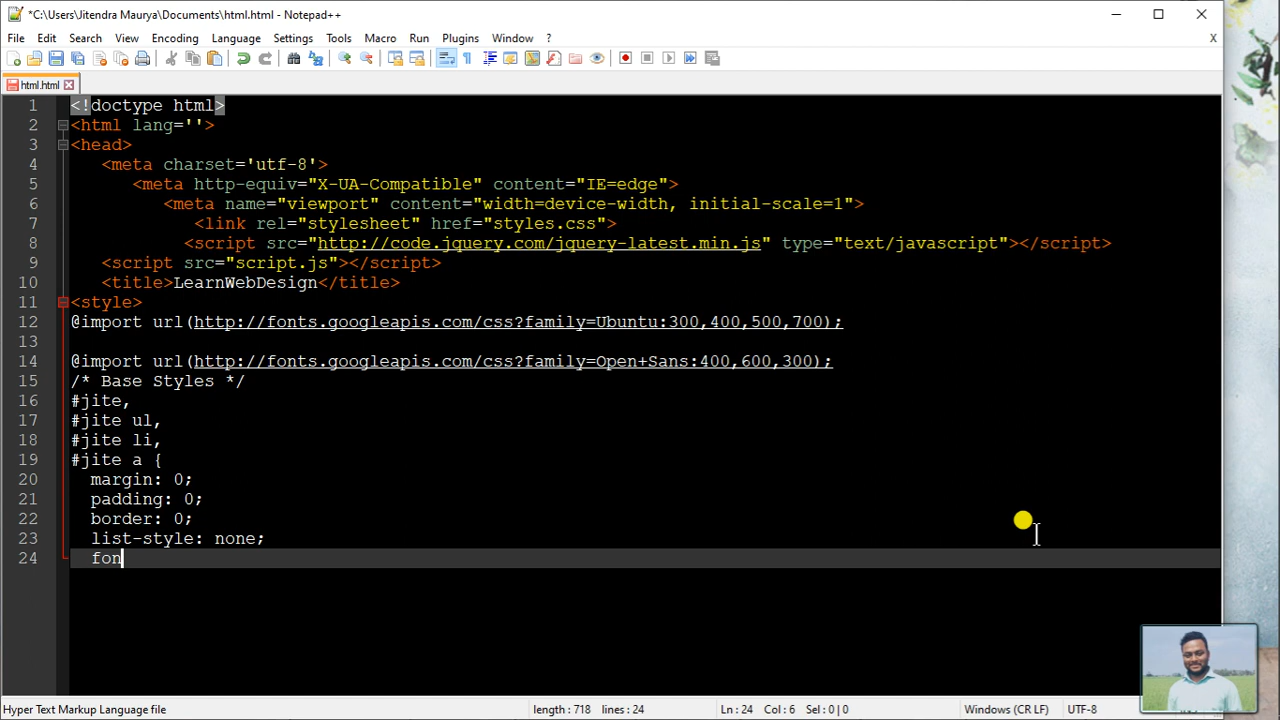 *C:\Users\Jitendra Maurya\Documents\html.html - Notepad++
File Edit Search View Encoding Language Settings Tools Macro Run Plugins Window ? X
html.html
1 <!doctype html>
2 <html lang=''>
3 <head>
4 <meta charset='utf-8'>
5 <meta http-equiv="X-UA-Compatible" content="IE=edge">
6 <meta name="viewport" content="width=device-width, initial-scale=1">
7 <link rel="stylesheet" href="styles.css">
8 <script src="http://code.jquery.com/jquery-latest.min.js" type="text/javascript"></script>
9 <script src="script.js"></script>
10 <title>LearnWebDesign</title>
11 <style>
12 @import url(http://fonts.googleapis.com/css?family=Ubuntu:300,400,500,700);
13
14 @import url(http://fonts.googleapis.com/css?family=Open+Sans:400,600,300);
15 /* Base Styles */
16 #jite,
17 #jite ul,
18 #jite li,
19 #jite a {
20 margin: 0;
21 padding: 0;
22 border: 0;
23 list-style: none;
24 fon
Hyper Text Markup Language file length : 718 lines : 24 Ln : 24 Col : 6 Sel : 0 | 0 Windows (CR LF) UTF-8